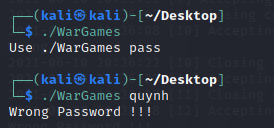 ┌──(kali㉿kali)-[~/Desktop]
└─$ ./WarGames
Use ./WarGames pass
┌──(kali㉿kali)-[~/Desktop]
└─$ ./WarGames quynh
Wrong Password !!!